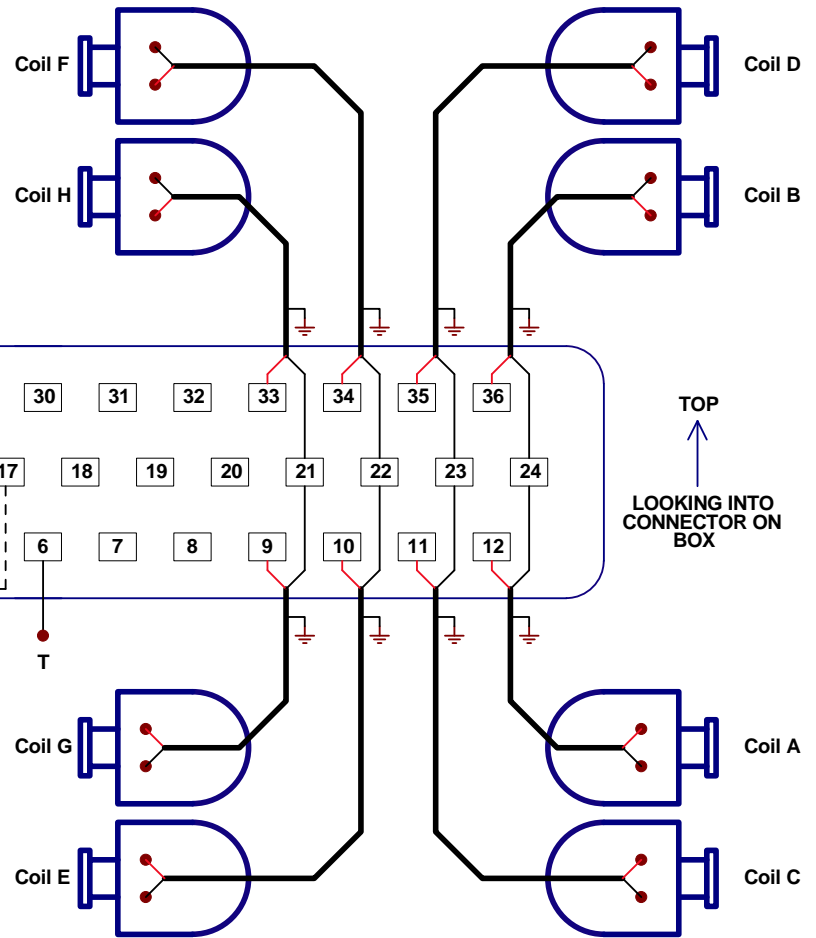 Coil F
Coil D
Coil H
Coil B
30 31 32 33 34 35 36
TOP
17 18 19 20 21 22 23 24
LOOKING INTO
CONNECTOR ON
BOX
6 7 8 9 10 11 12
T
Coil G
Coil A
Coil E
Coil C